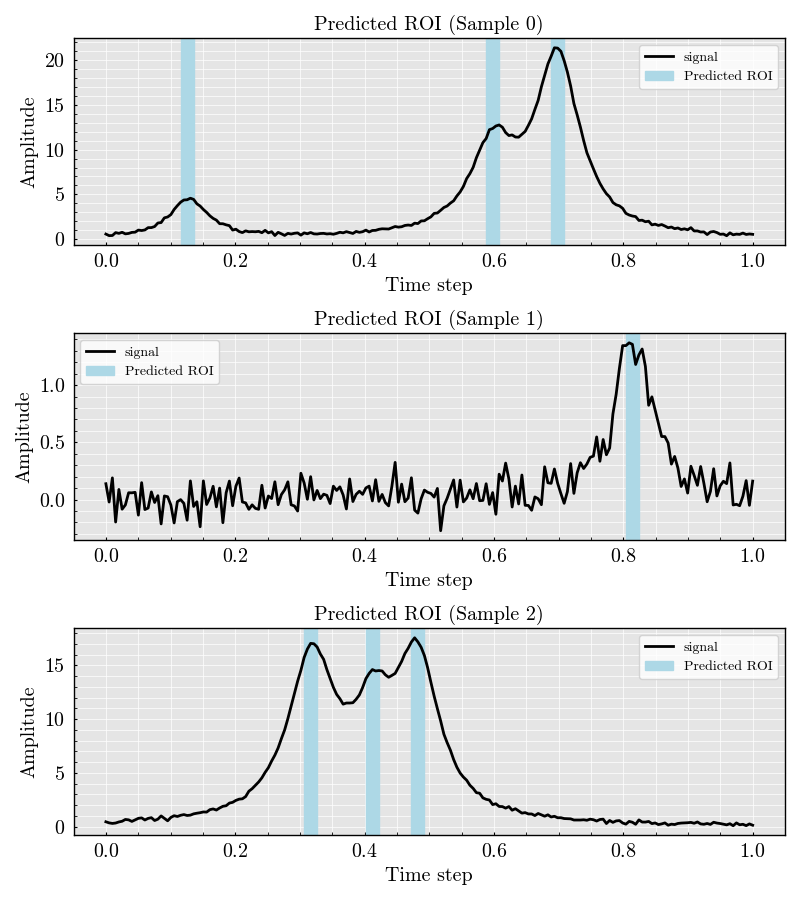 Predicted ROI (Sample 0)
Amplitude
20
15
10
5
0
signal
Predicted ROI
0.0 0.2 0.4 0.6 0.8 1.0
Time step
Predicted ROI (Sample 1)
Amplitude
1.0
0.5
0.0
signal
Predicted ROI
0.0 0.2 0.4 0.6 0.8 1.0
Time step
Predicted ROI (Sample 2)
Amplitude
15
10
5
0
signal
Predicted ROI
0.0 0.2 0.4 0.6 0.8 1.0
Time step